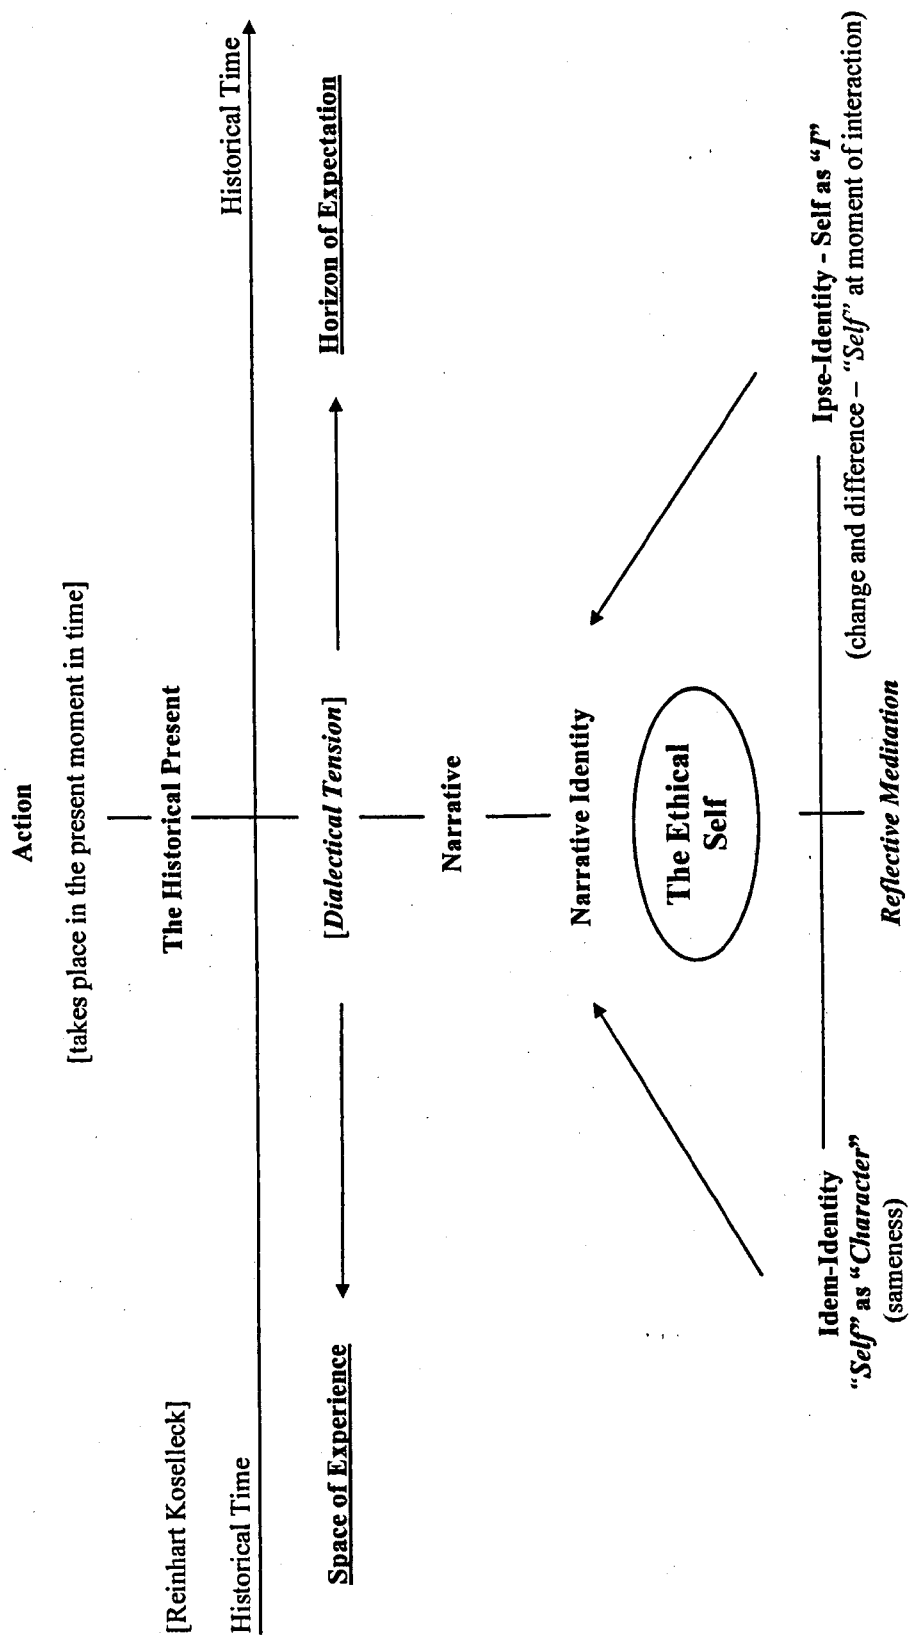 Action
[takes place in the present moment in time]
[Reinhart Koselleck]
The Historical Present
Historical Time
Historical Time
Space of Experience
[Dialectical Tension]
Horizon of Expectation
Narrative
Narrative Identity
The Ethical
Self
Idem-Identity
“Self” as “Character”
(sameness)
Ipse-Identity - Self as “I”
(change and difference – “Self” at moment of interaction)
Reflective Meditation